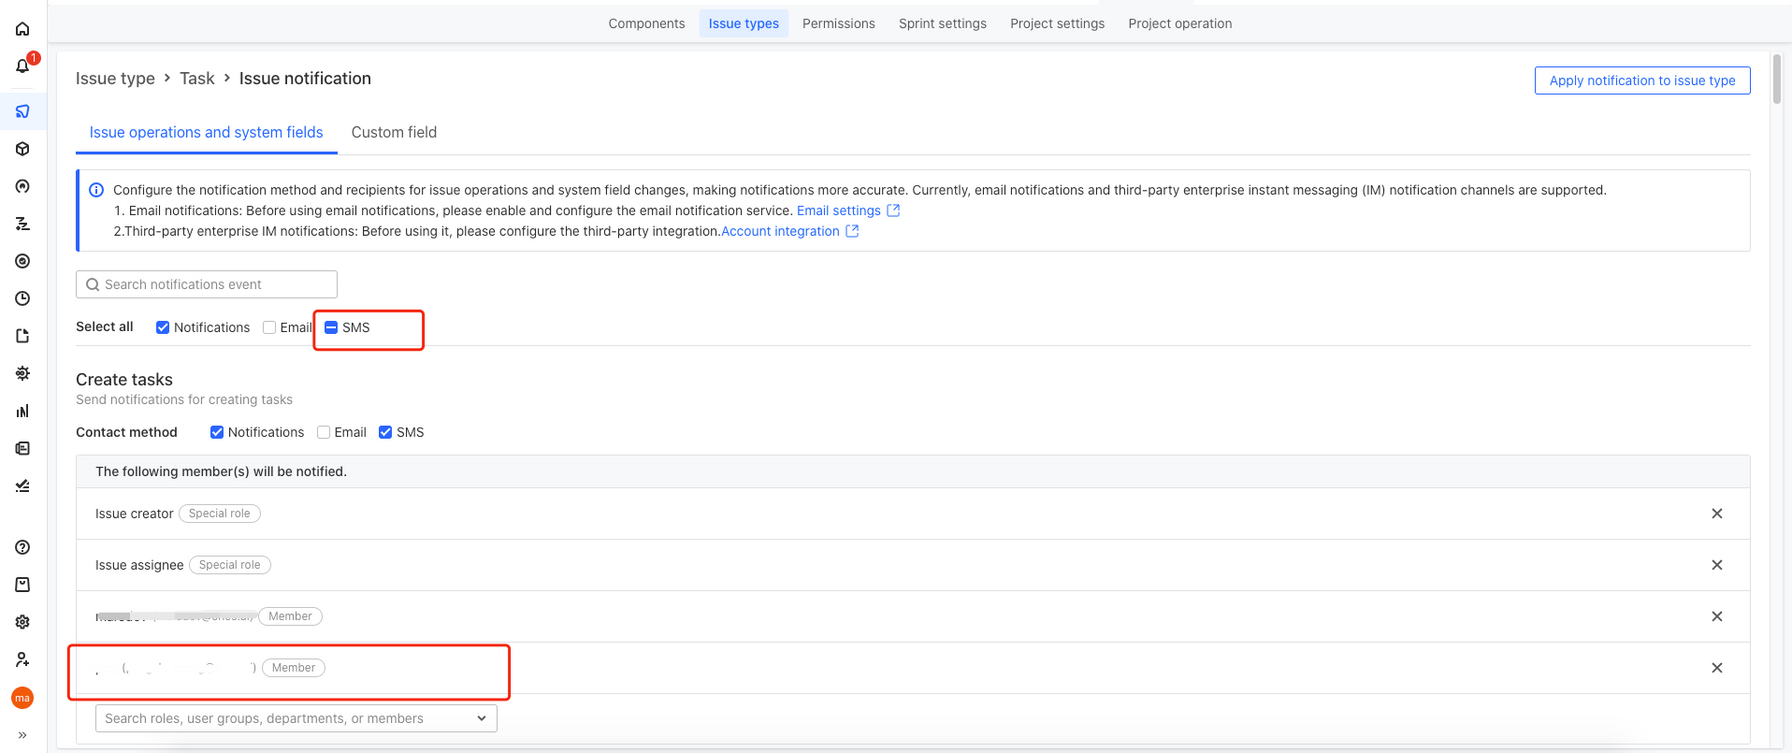 Components Issue types Permissions Sprint settings Project settings Project operation
1
Issue type > Task > Issue notification
Apply notification to issue type
Issue operations and system fields Custom field
Configure the notification method and recipients for issue operations and system field changes, making notifications more accurate. Currently, email notifications and third-party enterprise instant messaging (IM) notification channels are supported.
1. Email notifications: Before using email notifications, please enable and configure the email notification service. Email settings
2.Third-party enterprise IM notifications: Before using it, please configure the third-party integration.Account integration
Search notifications event
Select all Notifications Email SMS
Create tasks
Send notifications for creating tasks
Contact method Notifications Email SMS
The following member(s) will be notified.
Issue creator Special role
Issue assignee Special role
Member
Member
ma
Search roles, user groups, departments, or members